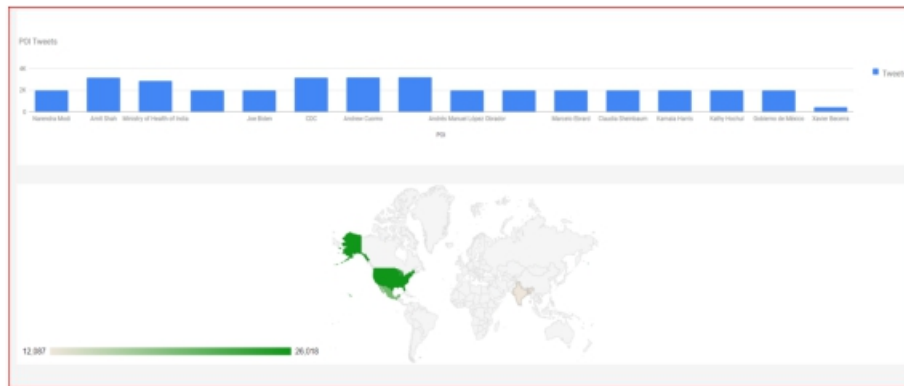 POI Tweets
4K
Tweets
2K
0
Narendra Modi Amit Shah Ministry of Health of India Joe Biden CDC Andrew Cuomo Andrés Manuel López Obrador Marcelo Ebrard Claudia Sheinbaum Kamala Harris Kathy Hochul Gobierno de México Xavier Becerra
POI
12,087 26,018